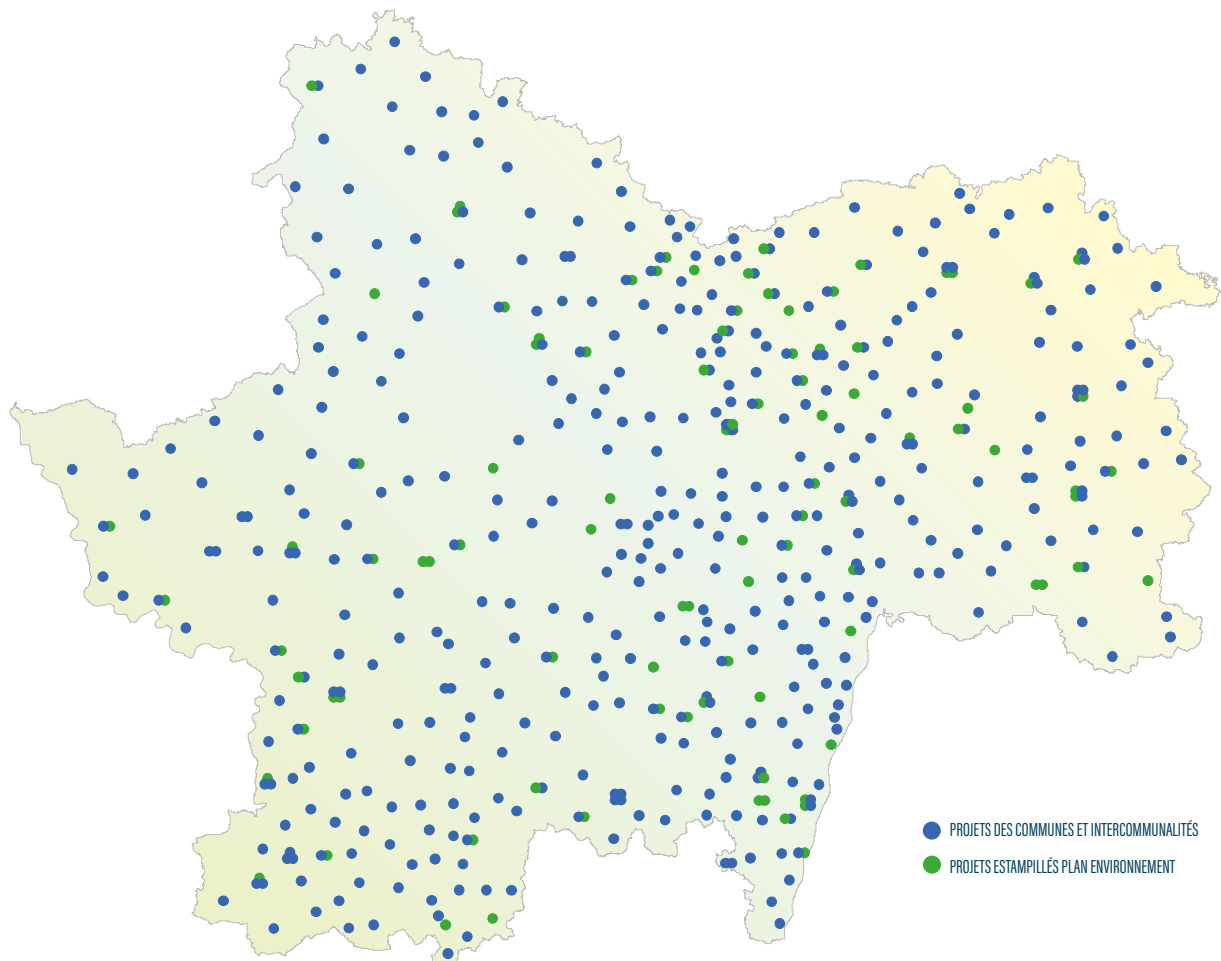 PROJETS DES COMMUNES ET INTERCOMMUNALITÉS
PROJETS ESTAMPILLÉS PLAN ENVIRONNEMENT